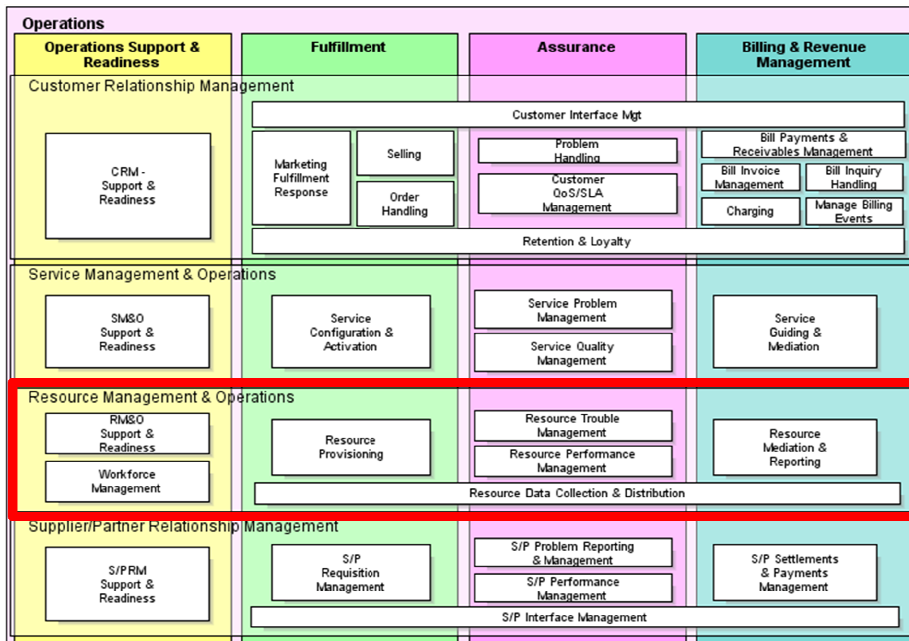 Operations
Operations Support &
Readiness
Fulfillment
Assurance
Billing & Revenue
Management
Customer Relationship Management
Customer Interface Mgt
CRM -
Support &
Readiness
Marketing
Fulfillment
Response
Selling
Order
Handling
Problem
Handling
Customer
QoS/SLA
Management
Bill Payments &
Receivables Management
Bill Invoice
Management
Bill Inquiry
Handling
Charging
Manage Billing
Events
Retention & Loyalty
Service Management & Operations
SM&O
Support &
Readiness
Service
Configuration &
Activation
Service Problem
Management
Service Quality
Management
Service
Guiding &
Mediation
Resource Management & Operations
RM&O
Support &
Readiness
Workforce
Management
Resource
Provisioning
Resource Trouble
Management
Resource Performance
Management
Resource
Mediation &
Reporting
Resource Data Collection & Distribution
Supplier/Partner Relationship Management
S/PRM
Support &
Readiness
S/P
Requisition
Management
S/P Problem Reporting
& Management
S/P Performance
Management
S/P Settlements
& Payments
Management
S/P Interface Management